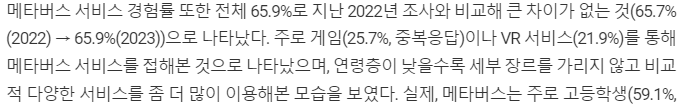 메타버스 서비스 경험률 또한 전체 65.9%로 지난 2022년 조사와 비교해 큰 차이가 없는 것(65.7%
(2022) → 65.9%(2023))으로 나타났다. 주로 게임(25.7%, 중복응답)이나 VR 서비스(21.9%)를 통해
메타버스 서비스를 접해본 것으로 나타났으며, 연령층이 낮을수록 세부 장르를 가리지 않고 비교
적 다양한 서비스를 좀 더 많이 이용해본 모습을 보였다. 실제, 메타버스는 주로 고등학생(59.1%,